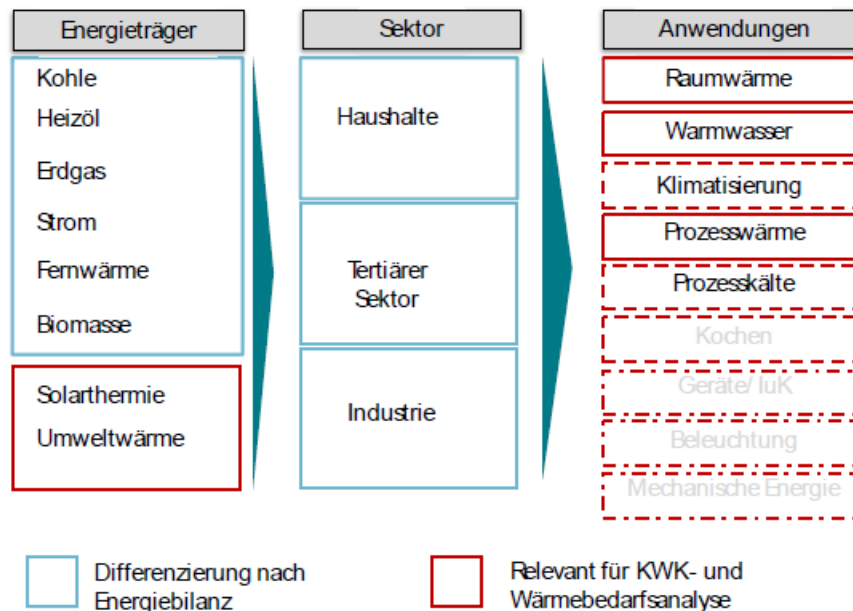 Energieträger
Kohle
Heizöl
Erdgas
Strom
Fernwärme
Biomasse
Solarthermie
Umweltwärme
Sektor
Haushalte
Tertiärer
Sektor
Industrie
Anwendungen
Raumwärme
Warmwasser
Klimatisierung
Prozesswärme
Prozesskälte
Kochen
Geräte/ IuK
Beleuchtung
Mechanische Energie
Differenzierung nach
Energiebilanz
Relevant für KWK- und
Wärmebedarfsanalyse